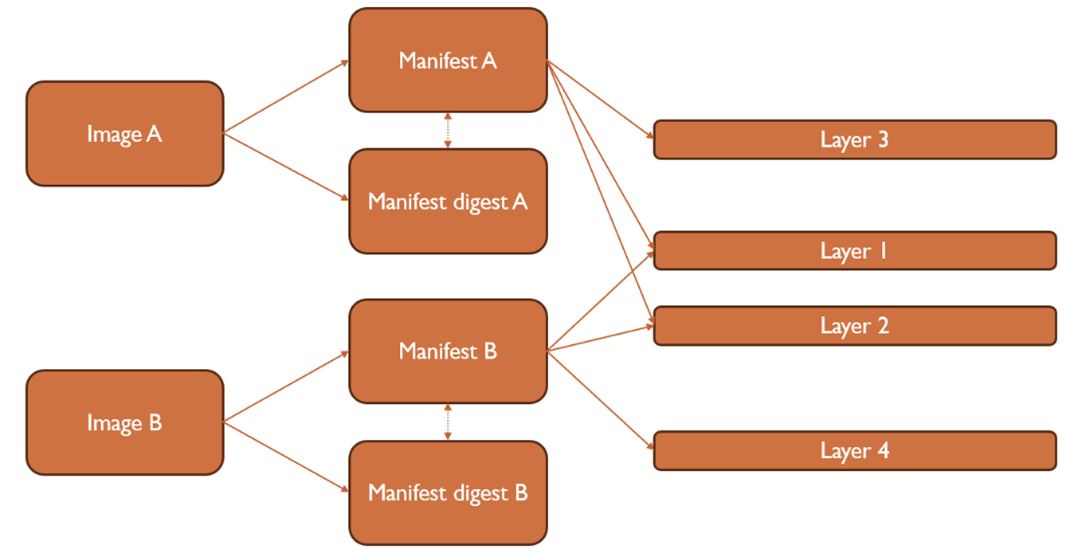 Manifest A
Image A
Layer 3
Manifest digest A
Layer 1
Layer 2
Manifest B
Image B
Layer 4
Manifest digest B